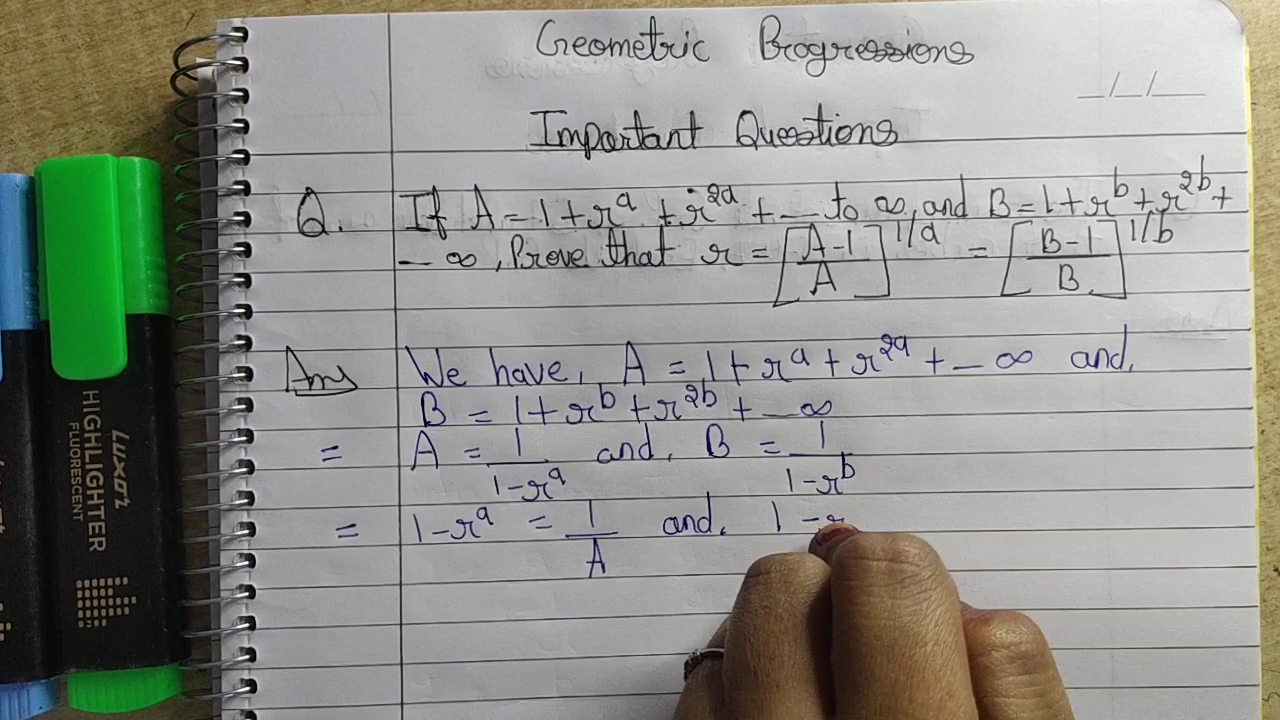 Geometric Progressions
_/_/__
Important Questions
Q. If A = 1 + r^a + r^2a + — to ∞, and B = 1 + r^b + r^2b +
— ∞, Prove that r = [A-1/A]^1/a = [B-1/B]^1/b
Ans We have, A = 1 + r^a + r^2a + — ∞ and,
B = 1 + r^b + r^2b + — ∞
= A = 1/1-r^a and, B = 1/1-r^b
= 1-r^a = 1/A and, 1-r
LUXOR
HIGHLIGHTER
FLUORESCENT